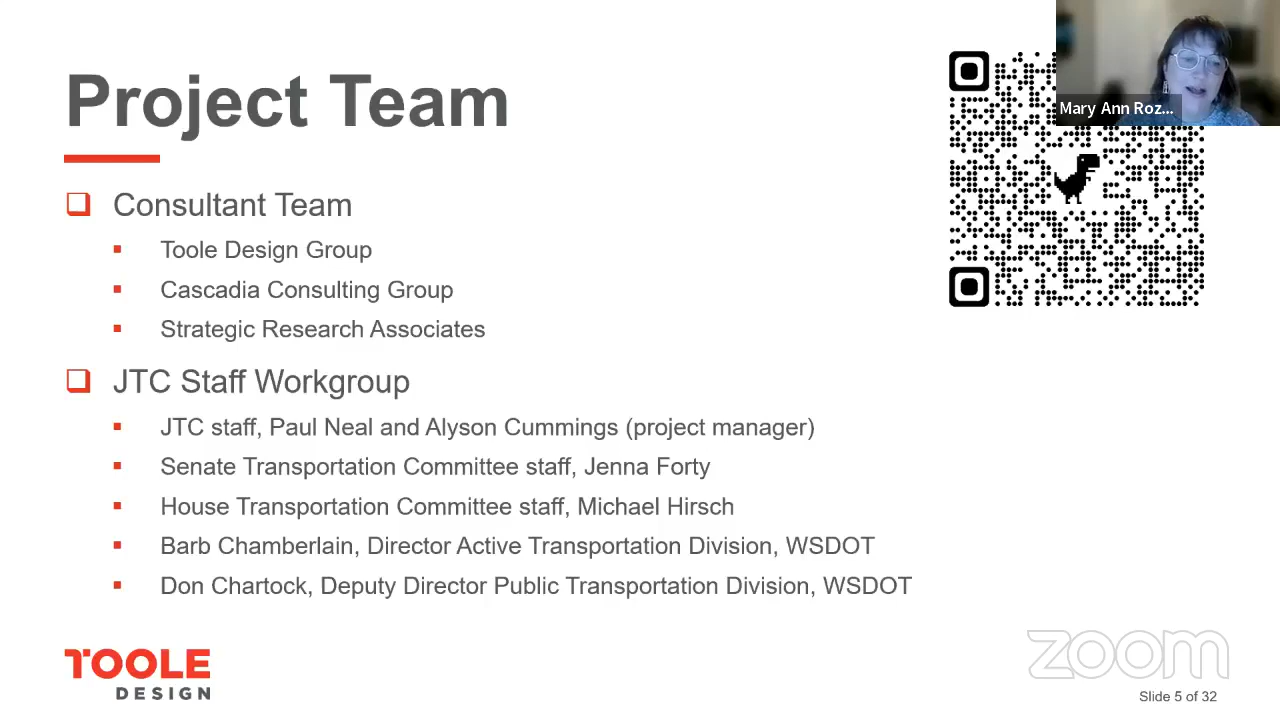 Project Team
Mary Ann Roz...
Consultant Team
Toole Design Group
Cascadia Consulting Group
Strategic Research Associates
JTC Staff Workgroup
JTC staff, Paul Neal and Alyson Cummings (project manager)
Senate Transportation Committee staff, Jenna Forty
House Transportation Committee staff, Michael Hirsch
Barb Chamberlain, Director Active Transportation Division, WSDOT
Don Chartock, Deputy Director Public Transportation Division, WSDOT
TOOLE
DESIGN
zoom
Slide 5 of 32